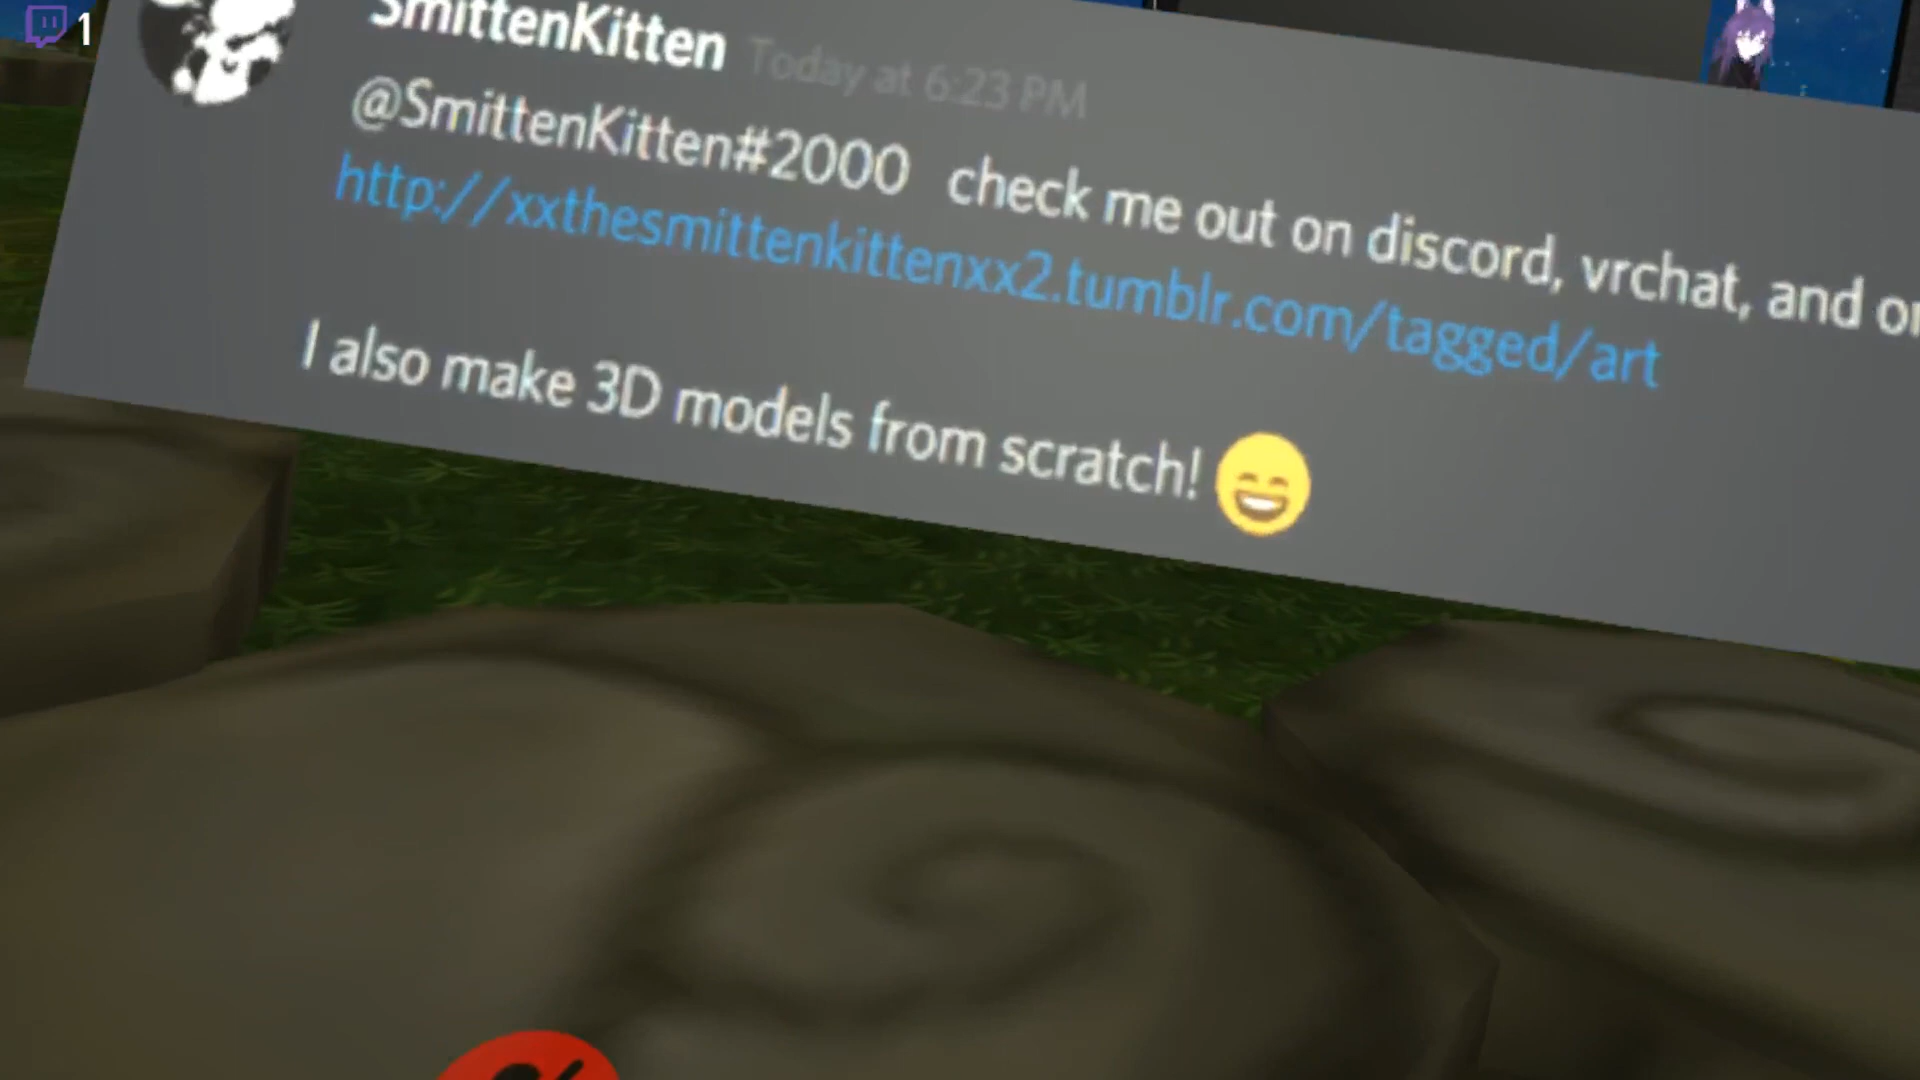 1
SmittenKitten Today at 6:23 PM
@SmittenKitten#2000 check me out on discord, vrchat, and
http://xxthesmittenkittenxx2.tumblr.com/tagged/art
I also make 3D models from scratch!